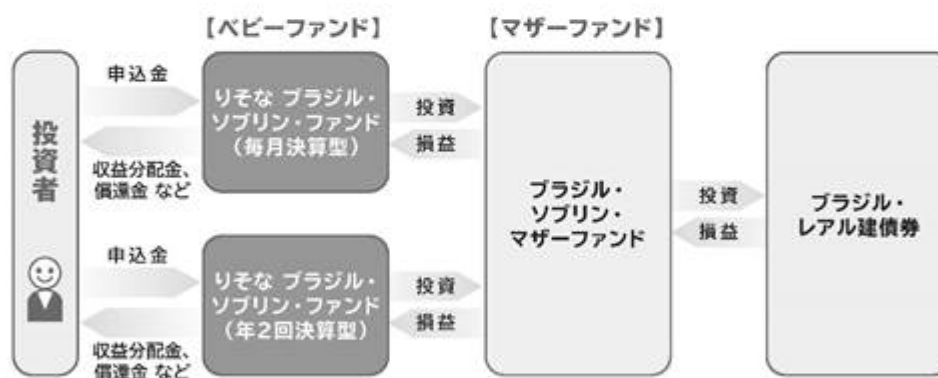 【ベビーファンド】
【マザーファンド】
投資者
申込金
収益分配金、
償還金 など
りそな ブラジル・
ソブリン・ファンド
（毎月決算型）
投資
損益
申込金
収益分配金、
償還金 など
りそな ブラジル・
ソブリン・ファンド
（年2回決算型）
投資
損益
ブラジル・
ソブリン・
マザーファンド
投資
損益
ブラジル・
レアル建債券